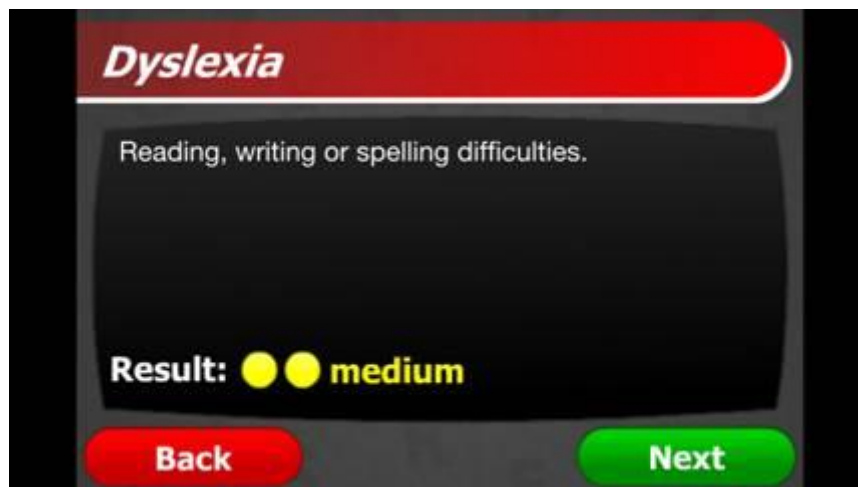 Dyslexia
Reading, writing or spelling difficulties.
Result: medium
Back
Next